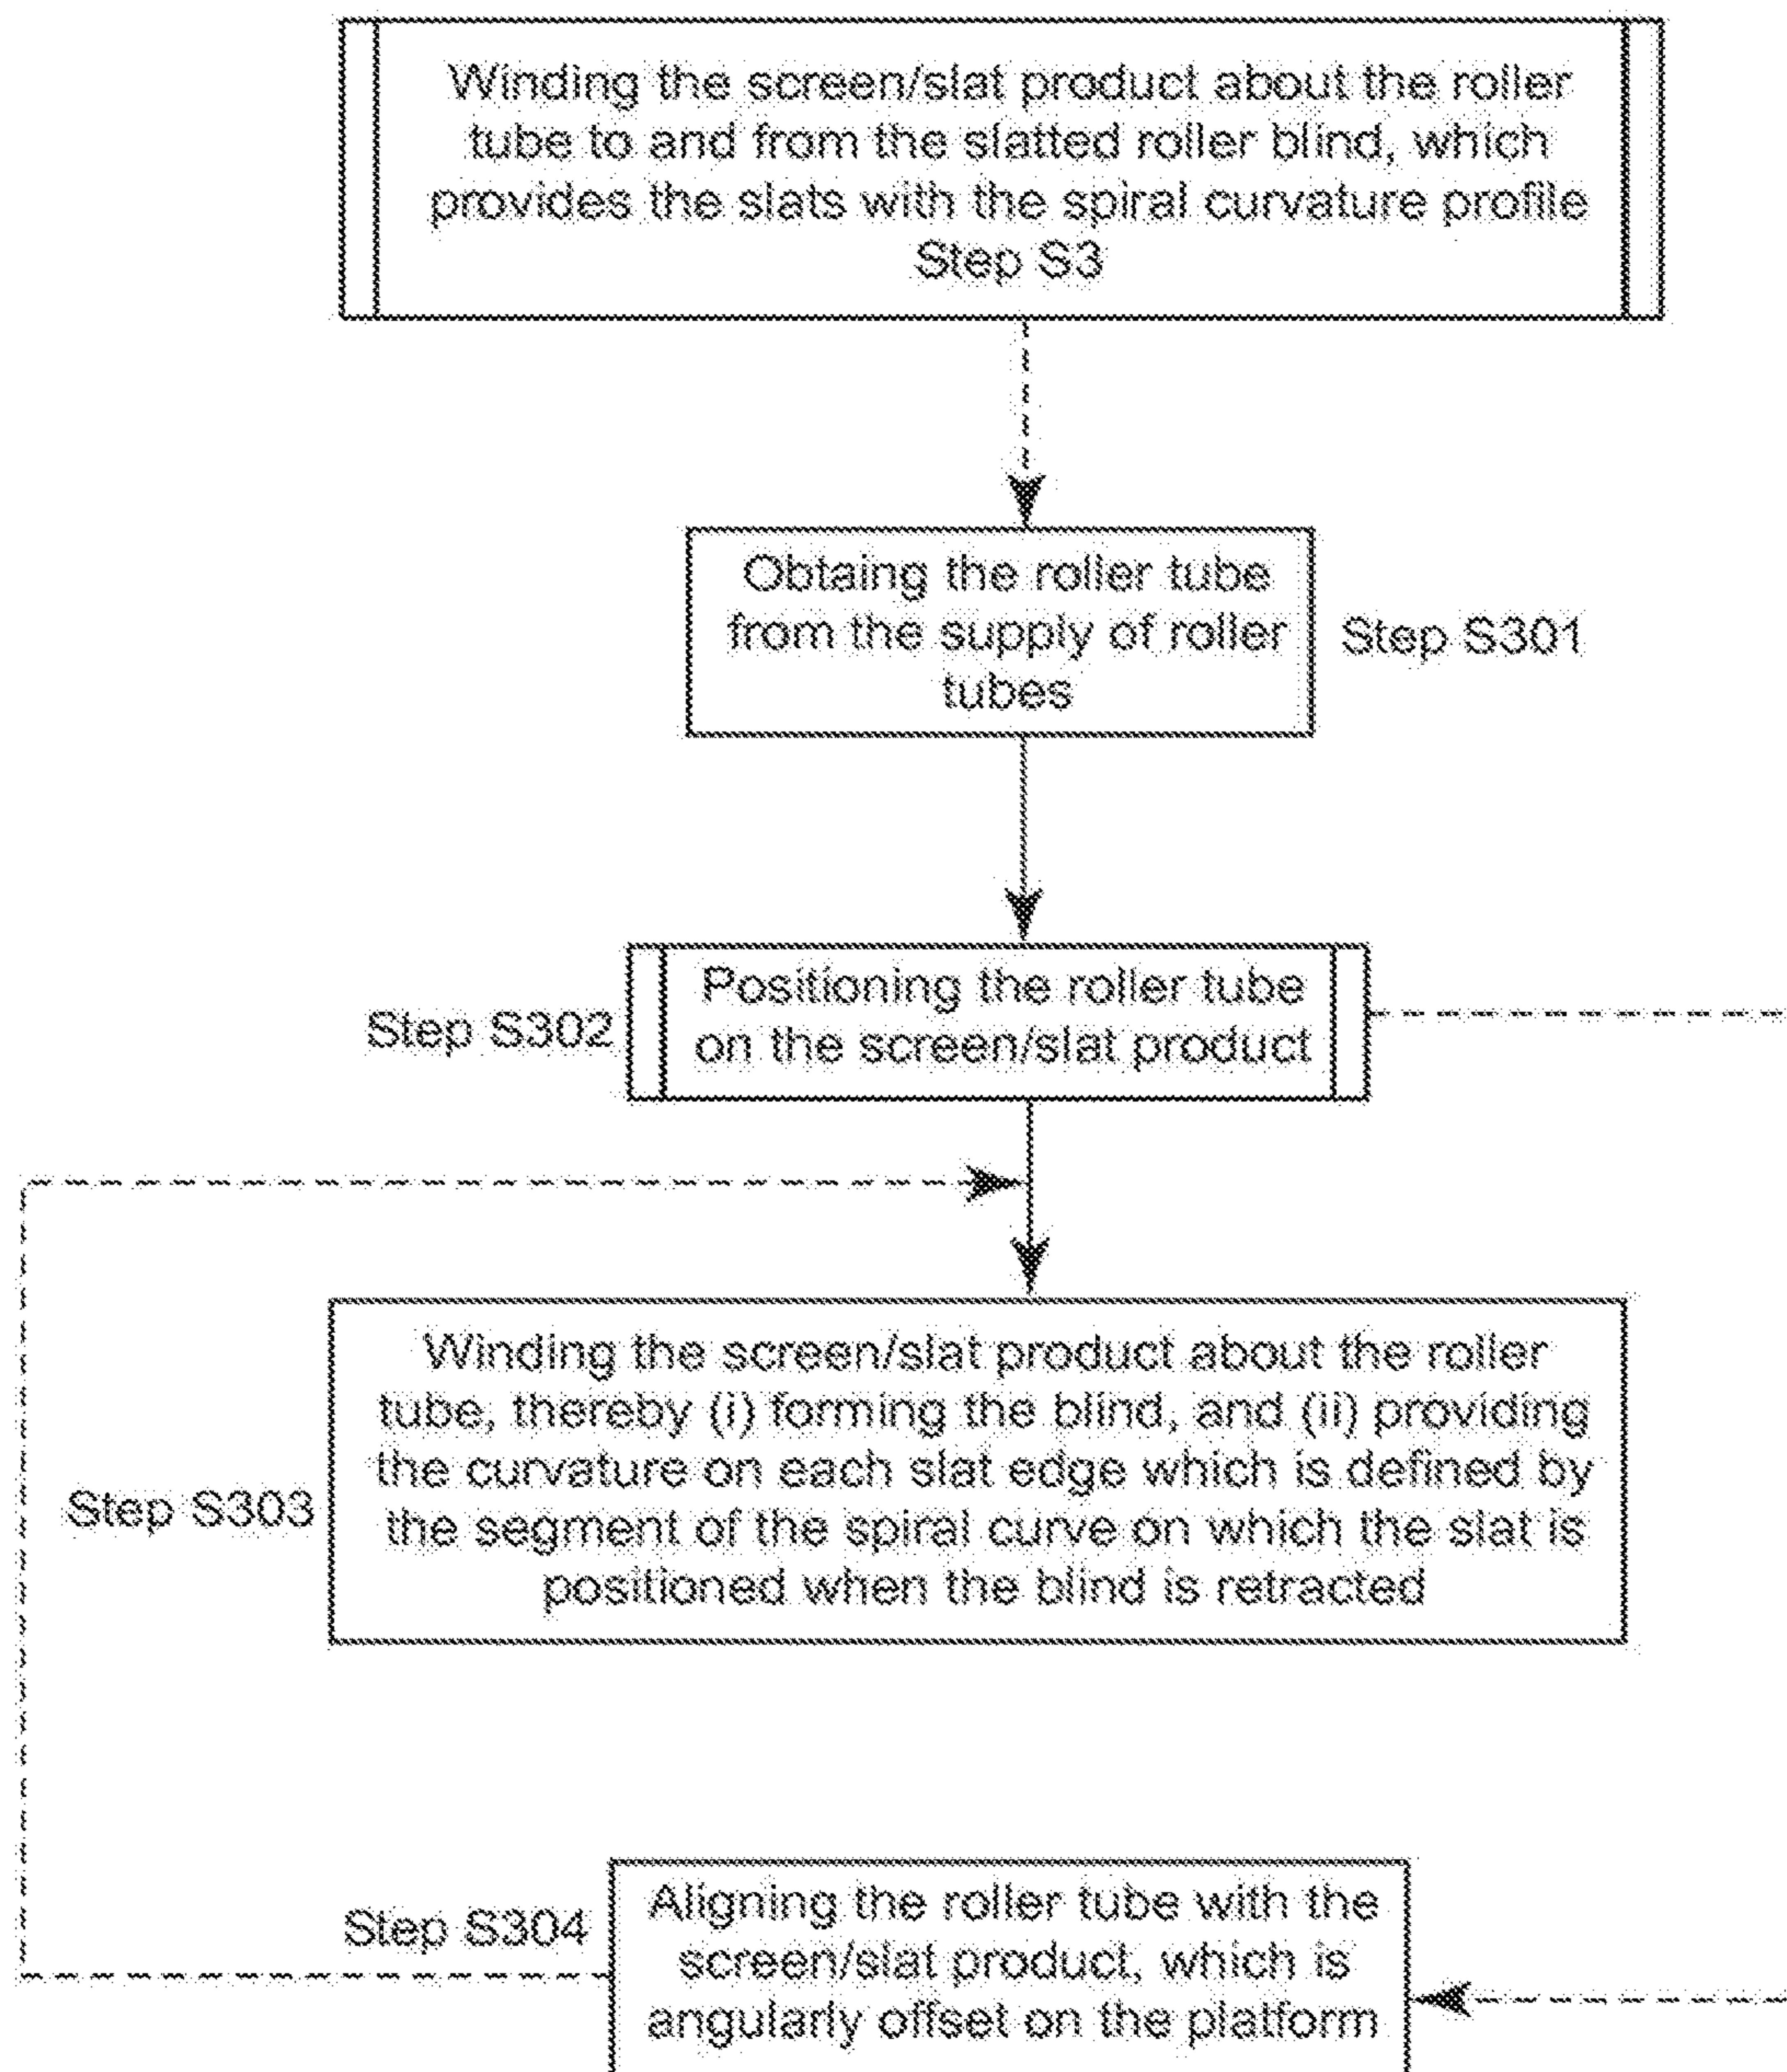 Winding the screen/slat product about the roller
tube to and from the slatted roller blind, which
provides the slats with the spiral curvature profile
Step S3
Obtaing the roller tube
from the supply of roller
tubes
Step S301
Positioning the roller tube
on the screen/slat product
Step S302
Winding the screen/slat product about the roller
tube, thereby (i) forming the blind, and (ii) providing
the curvature on each slat edge which is defined by
the segment of the spiral curve on which the slat is
positioned when the blind is retracted
Step S303
Step S304
Aligning the roller tube with the
screen/slat product, which is
angularly offset on the platform